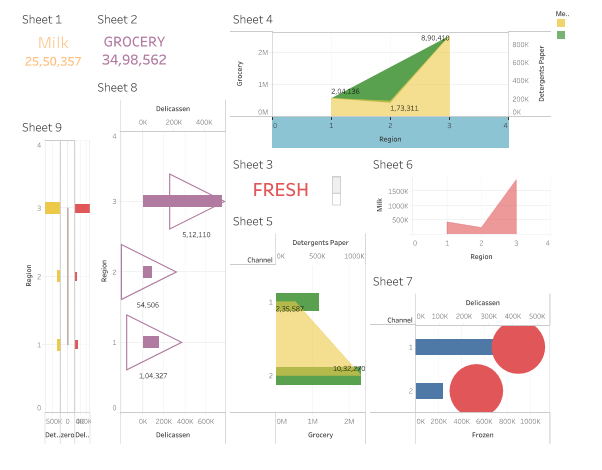 Sheet 1
Milk
25,50,357
Sheet 2
GROCERY
34,98,562
Sheet 4
8,90,410
2,04,136
1,73,311
2M
1M
0M
Grocery
800K
600K
400K
200K
0K
Detergents Paper
0 1 2 3 4
Region
Me..
Sheet 8
Delicassen
0K 200K 400K
4
3
2
1
0
Region
5,12,110
54,506
1,04,327
0K 200K 400K 600K
Delicassen
Sheet 9
4
3
2
1
0
Region
500K 0
Det.. zero Del..
Sheet 3
FRESH
Sheet 5
Detergents Paper
Channel
0K 500K 1000K
1
2,35,587
2
10,32,270
0M 1M 2M
Grocery
Sheet 6
1500K
1000K
500K
Milk
0 1 2 3 4
Region
Sheet 7
Delicassen
Channel
0K 100K 200K 300K 400K 500K
1
2
0K 200K 400K 600K 800K 1000K
Frozen